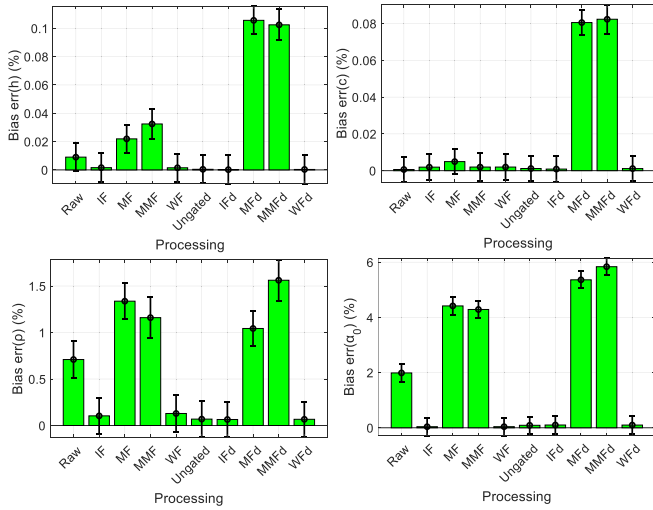 Bias err(h) (%)
0.1
0.08
0.06
0.04
0.02
0
Raw
IF
MF
MMF
WF
Ungated
IFd
MFd
MMFd
WFd
Processing
Bias err(c) (%)
0.08
0.06
0.04
0.02
0
Raw
IF
MF
MMF
WF
Ungated
IFd
MFd
MMFd
WFd
Processing
Bias err(ρ) (%)
1.5
1
0.5
0
Raw
IF
MF
MMF
WF
Ungated
IFd
MFd
MMFd
WFd
Processing
Bias err(α₀) (%)
6
4
2
0
Raw
IF
MF
MMF
WF
Ungated
IFd
MFd
MMFd
WFd
Processing